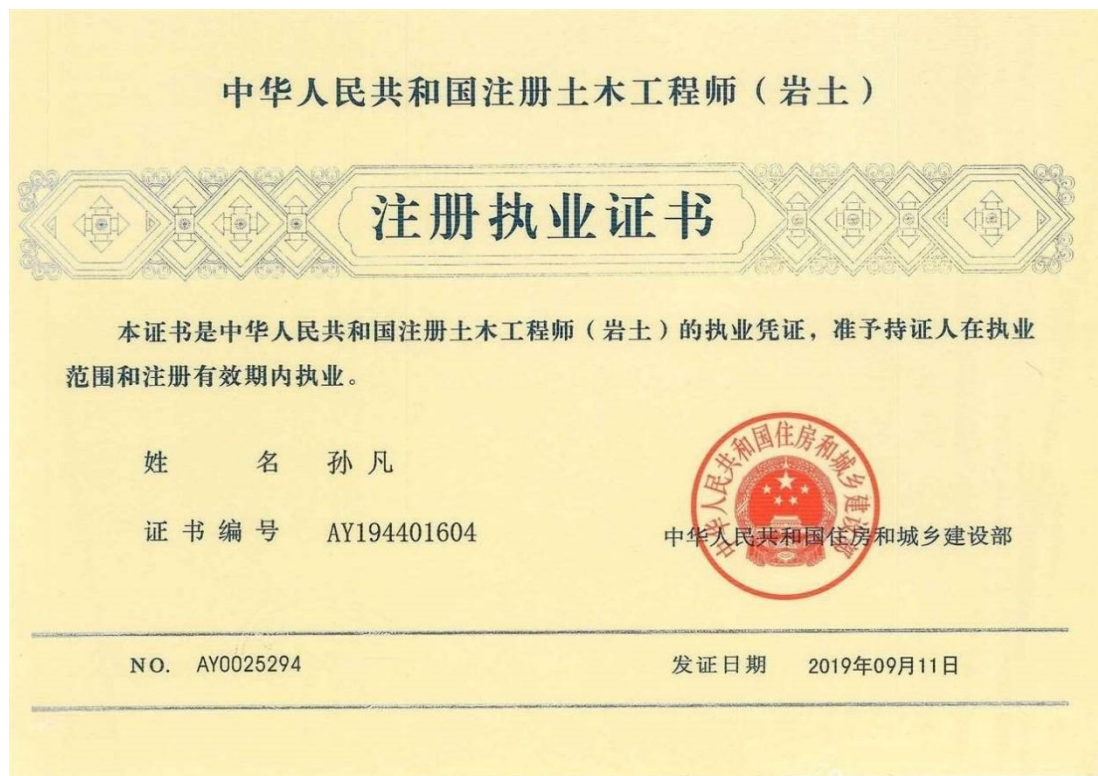 中华人民共和国注册土木工程师（岩土）
注册执业证书
本证书是中华人民共和国注册土木工程师（岩土）的执业凭证，准予持证人在执业
范围和注册有效期内执业。
姓 名 孙凡
中华人民共和国住房和城乡建设部
证书编号 AY194401604
中华人民共和国住房和城乡建设部
NO. AY0025294 发证日期 2019年09月11日